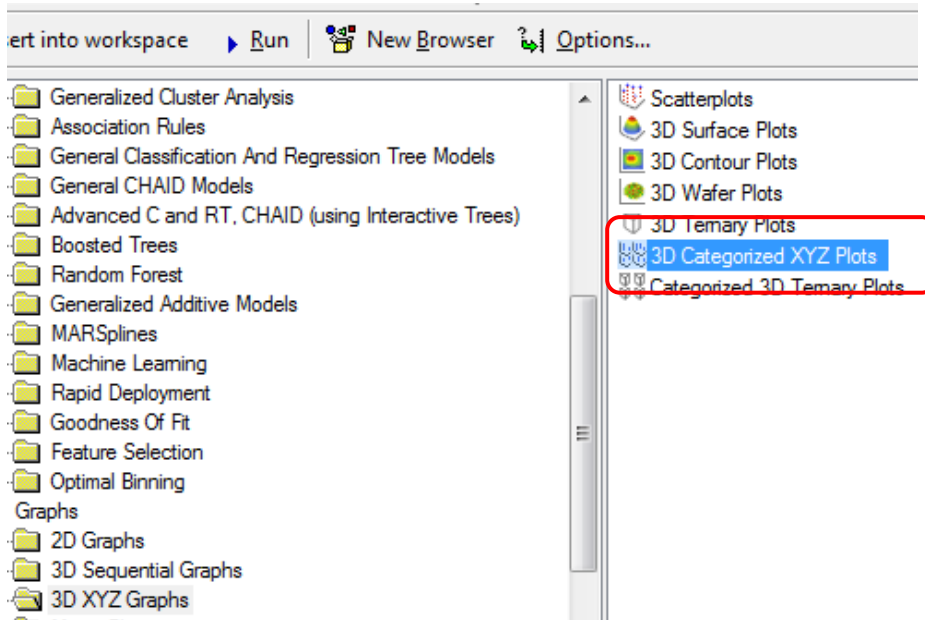 ert into workspace Run New Browser Options...
Generalized Cluster Analysis
Association Rules
General Classification And Regression Tree Models
General CHAID Models
Advanced C and RT, CHAID (using Interactive Trees)
Boosted Trees
Random Forest
Generalized Additive Models
MARSplines
Machine Learning
Rapid Deployment
Goodness Of Fit
Feature Selection
Optimal Binning
Graphs
2D Graphs
3D Sequential Graphs
3D XYZ Graphs
Scatterplots
3D Surface Plots
3D Contour Plots
3D Wafer Plots
3D Ternary Plots
3D Categorized XYZ Plots
Categorized 3D Ternary Plots